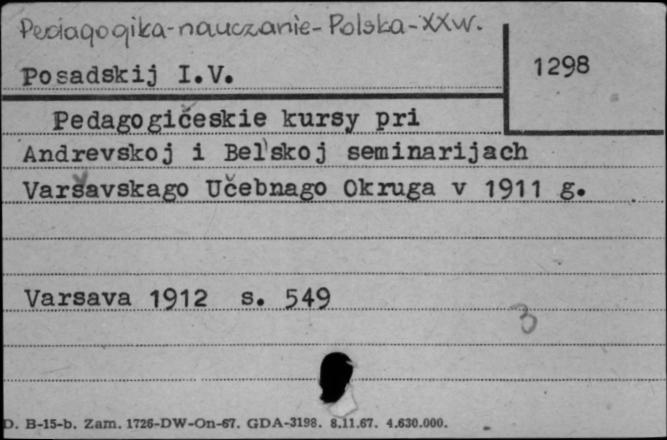 Pedagogika-nauczanie-Polska-XXw.
Posadskij I.V.
1298
Pedagogičeskie kursy pri
Andrevskoj i Bel'skoj seminarijach
Varšavskago Učebnago Okruga v 1911 g.
Varsava 1912 s. 549
3
D. B-15-b. Zam. 1726-DW-On-67. GDA-3198. 8.11.67. 4.630.000.